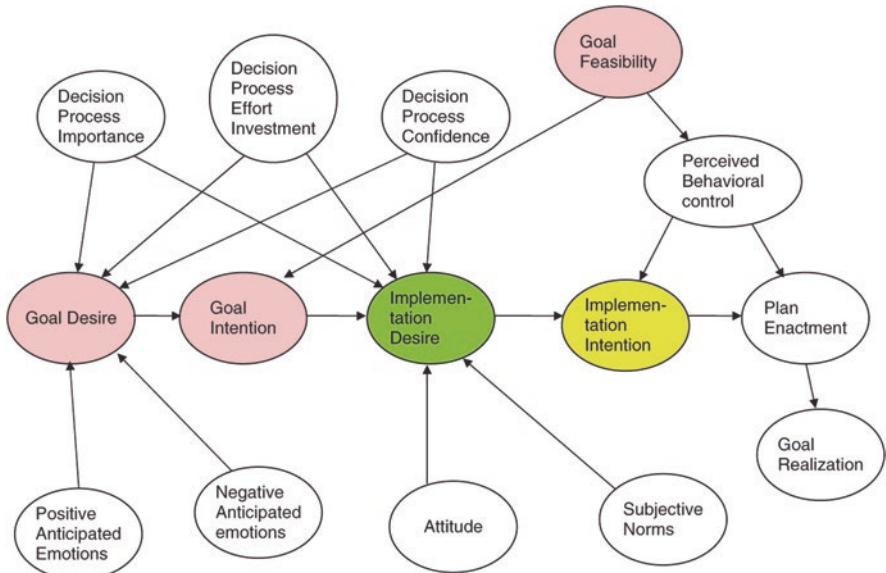 Goal
Feasibility
Decision
Process
Effort
Investment
Decision
Process
Importance
Decision
Process
Confidence
Perceived
Behavioral
control
Goal Desire
Goal
Intention
Implemen-
tation
Desire
Implemen-
tation
Intention
Plan
Enactment
Goal
Realization
Positive
Anticipated
Emotions
Negative
Anticipated
emotions
Attitude
Subjective
Norms